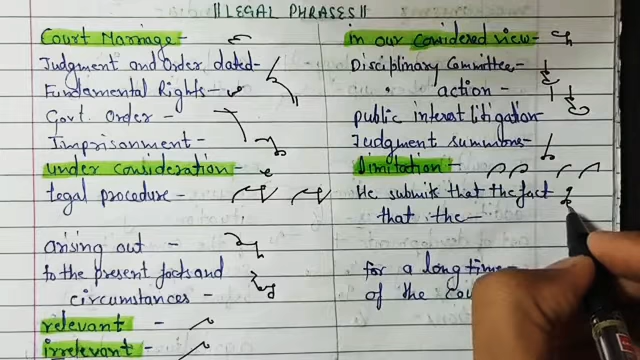 ||LEGAL PHRASES||
Court Marriage -
Judgment and Order dated -
Fundamental Rights -
Govt. Order -
Imprisonment -
under consideration -
Legal procedure -
arising out -
to the present facts and
circumstances -
relevant -
irrelevant -
in our considered view -
Disciplinary Committee -
" action -
public interest litigation -
Judgment summons -
Limitation -
He submits that the fact -
that the -
for a long time -
of the